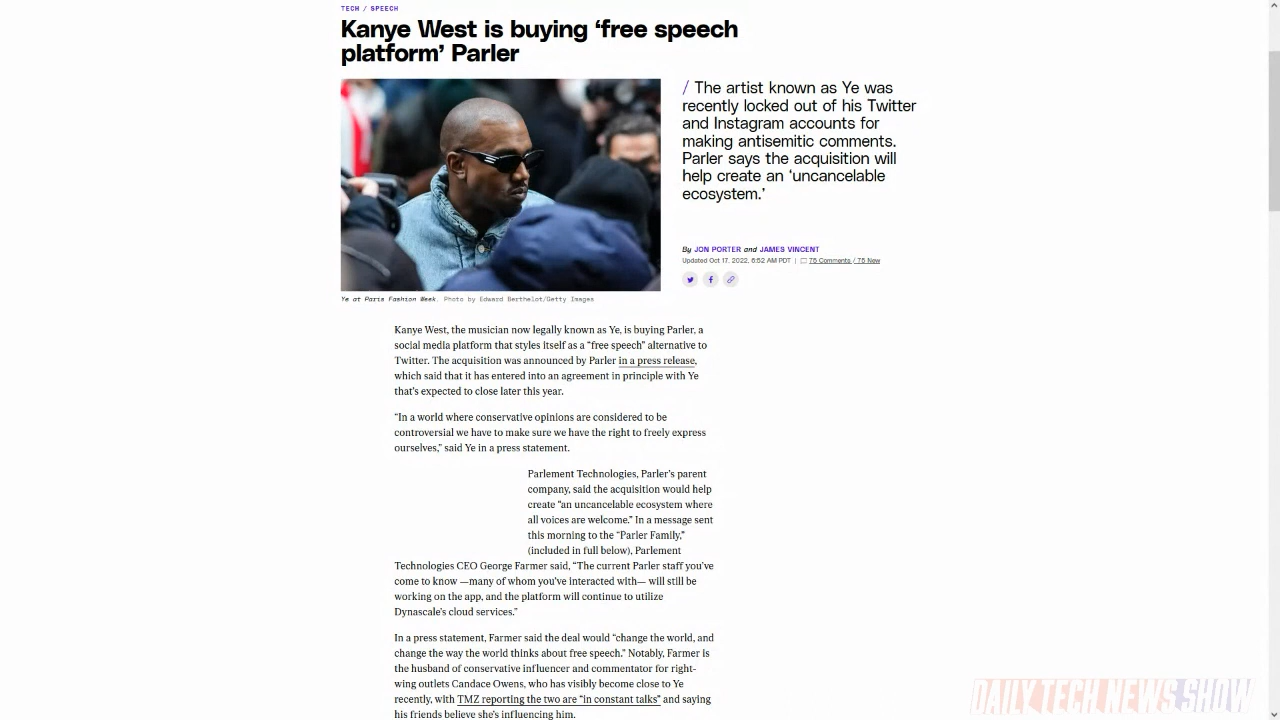 TECH / SPEECH
Kanye West is buying ‘free speech
platform’ Parler
/ The artist known as Ye was
recently locked out of his Twitter
and Instagram accounts for
making antisemitic comments.
Parler says the acquisition will
help create an ‘uncancelable
ecosystem.’
By JON PORTER and JAMES VINCENT
Updated Oct 17, 2022, 6:52 AM PDT | 75 Comments / 75 New
Ye at Paris Fashion Week. Photo by Edward Berthelot/Getty Images
Kanye West, the musician now legally known as Ye, is buying Parler, a
social media platform that styles itself as a “free speech” alternative to
Twitter. The acquisition was announced by Parler in a press release,
which said that it has entered into an agreement in principle with Ye
that’s expected to close later this year.
“In a world where conservative opinions are considered to be
controversial we have to make sure we have the right to freely express
ourselves,” said Ye in a press statement.
Parlement Technologies, Parler’s parent
company, said the acquisition would help
create “an uncancelable ecosystem where
all voices are welcome.” In a message sent
this morning to the “Parler Family,”
(included in full below), Parlement
Technologies CEO George Farmer said, “The current Parler staff you’ve
come to know —many of whom you’ve interacted with— will still be
working on the app, and the platform will continue to utilize
Dynascale’s cloud services.”
In a press statement, Farmer said the deal would “change the world, and
change the way the world thinks about free speech.” Notably, Farmer is
the husband of conservative influencer and commentator for right-
wing outlets Candace Owens, who has visibly become close to Ye
recently, with TMZ reporting the two are “in constant talks” and saying
his friends believe she’s influencing him.
DAILY TECH NEWS SHOW